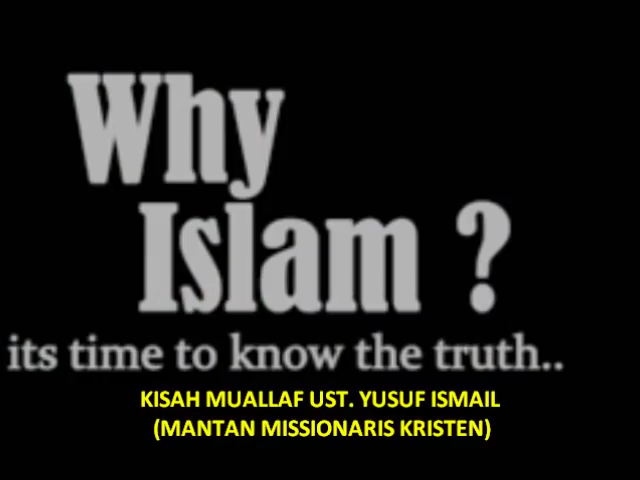 Why
Islam ?
its time to know the truth..
KISAH MUALLAF UST. YUSUF ISMAIL
(MANTAN MISSIONARIS KRISTEN)